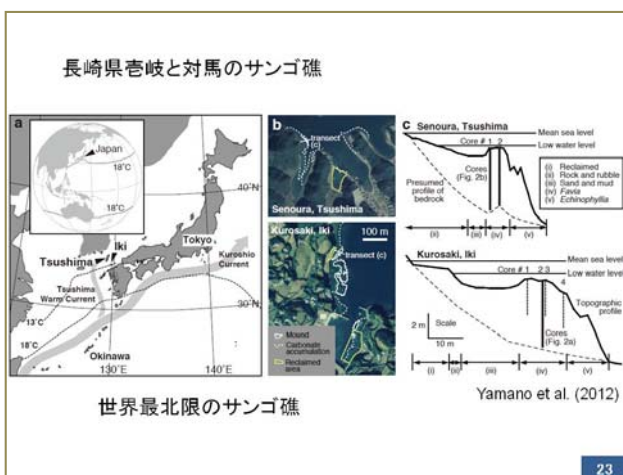 長崎県壱岐と対馬のサンゴ礁
a
Japan
18°C
18°C
40°N
Iki
Tsushima
Tokyo
Kuroshio
Current
Tsushima
Warm Current
30°N
13°C
18°C
Okinawa
130°E
140°E
b
transect (c)
Senoura, Tsushima
Kurosaki, Iki
100 m
transect (c)
Mound
Carbonate
accumulation
Reclaimed
area
c
Senoura, Tsushima
Mean sea level
Low water level
Core # 1 2
Cores
(Fig. 2b)
Presumed
profile of
bedrock
(i) Reclaimed
(ii) Rock and rubble
(iii) Sand and mud
(iv) Favia
(v) Echinophyllia
(ii)
(iii)
(iv)
(v)
Kurosaki, Iki
Mean sea level
Low water level
Core # 1 2 3
4
Topographic
profile
2 m
Scale
10 m
Cores
(Fig. 2a)
(i)
(ii)
(iii)
(iv)
(v)
Yamano et al. (2012)
世界最北限のサンゴ礁
23